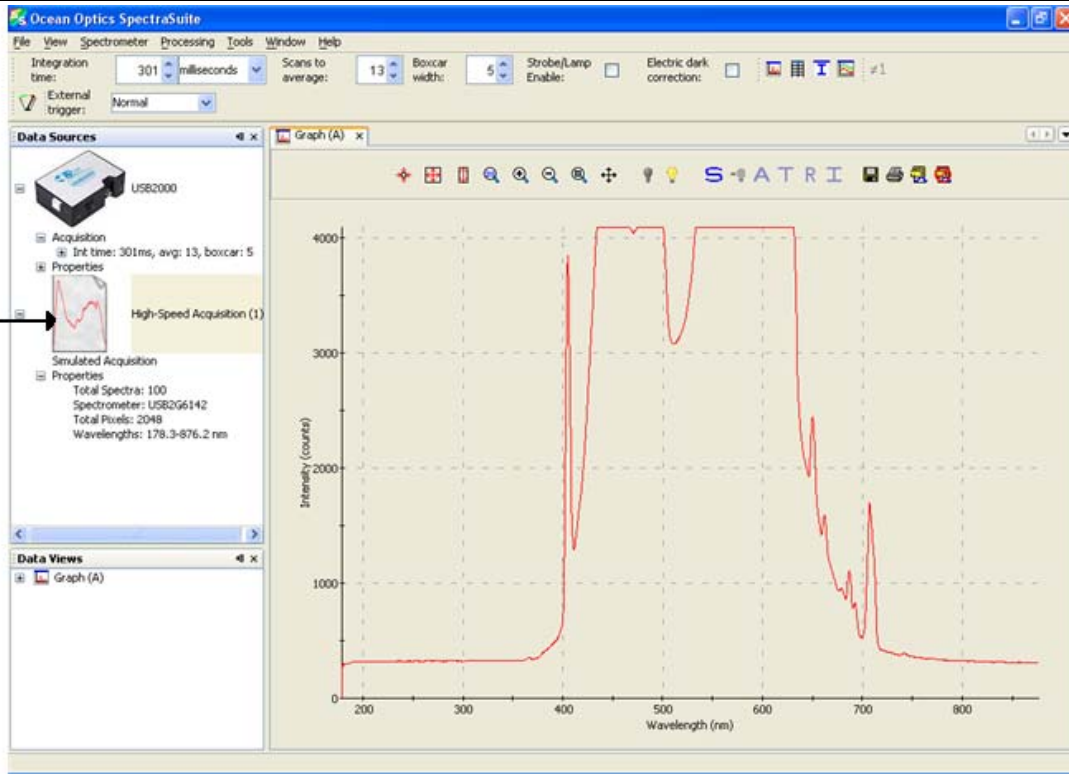 Ocean Optics SpectraSuite
File View Spectrometer Processing Tools Window Help
Integration time: 301 milliseconds Scans to average: 13 Boxcar width: 5 Strobe/Lamp Enable: Electric dark correction: ≠1
External trigger: Normal
Data Sources
USB2000
Acquisition
Int time: 301ms, avg: 13, boxcar: 5
Properties
High-Speed Acquisition (1)
Simulated Acquisition
Properties
Total Spectra: 100
Spectrometer: USB2G6142
Total Pixels: 2048
Wavelengths: 178.3-876.2 nm
Data Views
Graph (A)
Graph (A)
S A T R I
4000
3000
2000
1000
0
Intensity (counts)
200 300 400 500 600 700 800
Wavelength (nm)